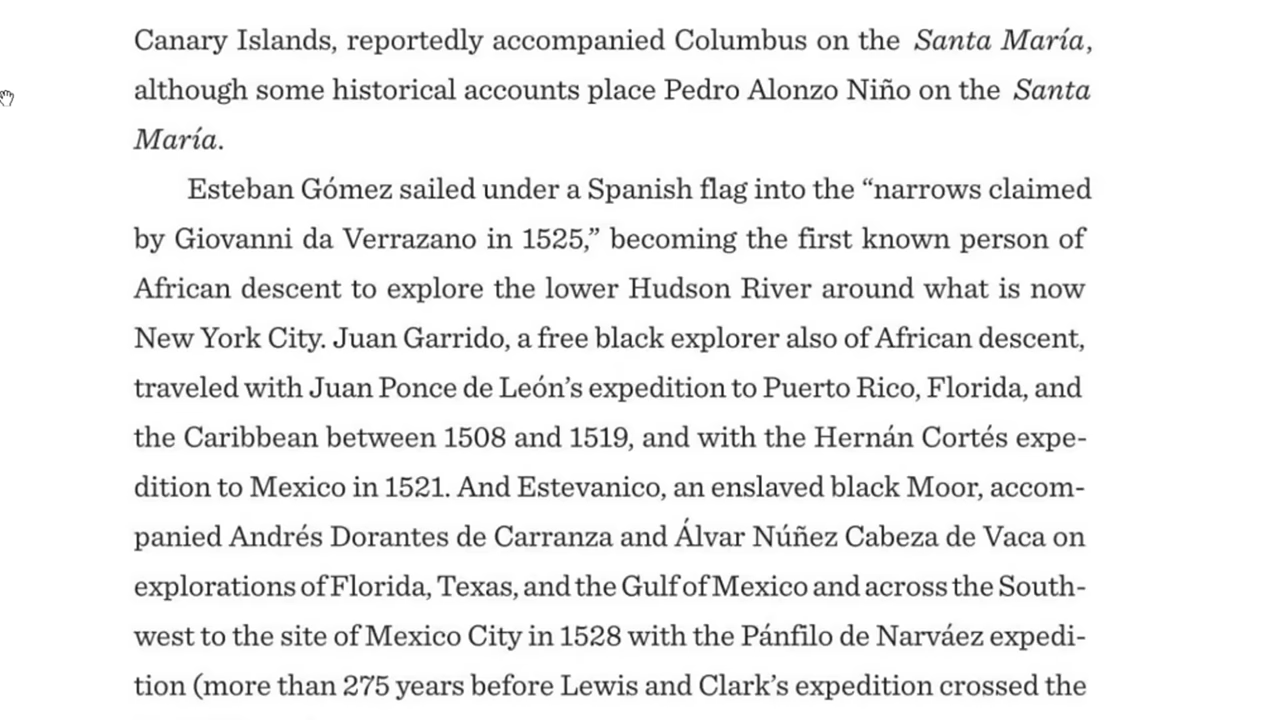 Canary Islands, reportedly accompanied Columbus on the Santa María,
although some historical accounts place Pedro Alonzo Niño on the Santa
María.
Esteban Gómez sailed under a Spanish flag into the “narrows claimed
by Giovanni da Verrazano in 1525,” becoming the first known person of
African descent to explore the lower Hudson River around what is now
New York City. Juan Garrido, a free black explorer also of African descent,
traveled with Juan Ponce de León’s expedition to Puerto Rico, Florida, and
the Caribbean between 1508 and 1519, and with the Hernán Cortés expe-
dition to Mexico in 1521. And Estevanico, an enslaved black Moor, accom-
panied Andrés Dorantes de Carranza and Álvar Núñez Cabeza de Vaca on
explorations of Florida, Texas, and the Gulf of Mexico and across the South-
west to the site of Mexico City in 1528 with the Pánfilo de Narváez expedi-
tion (more than 275 years before Lewis and Clark’s expedition crossed the